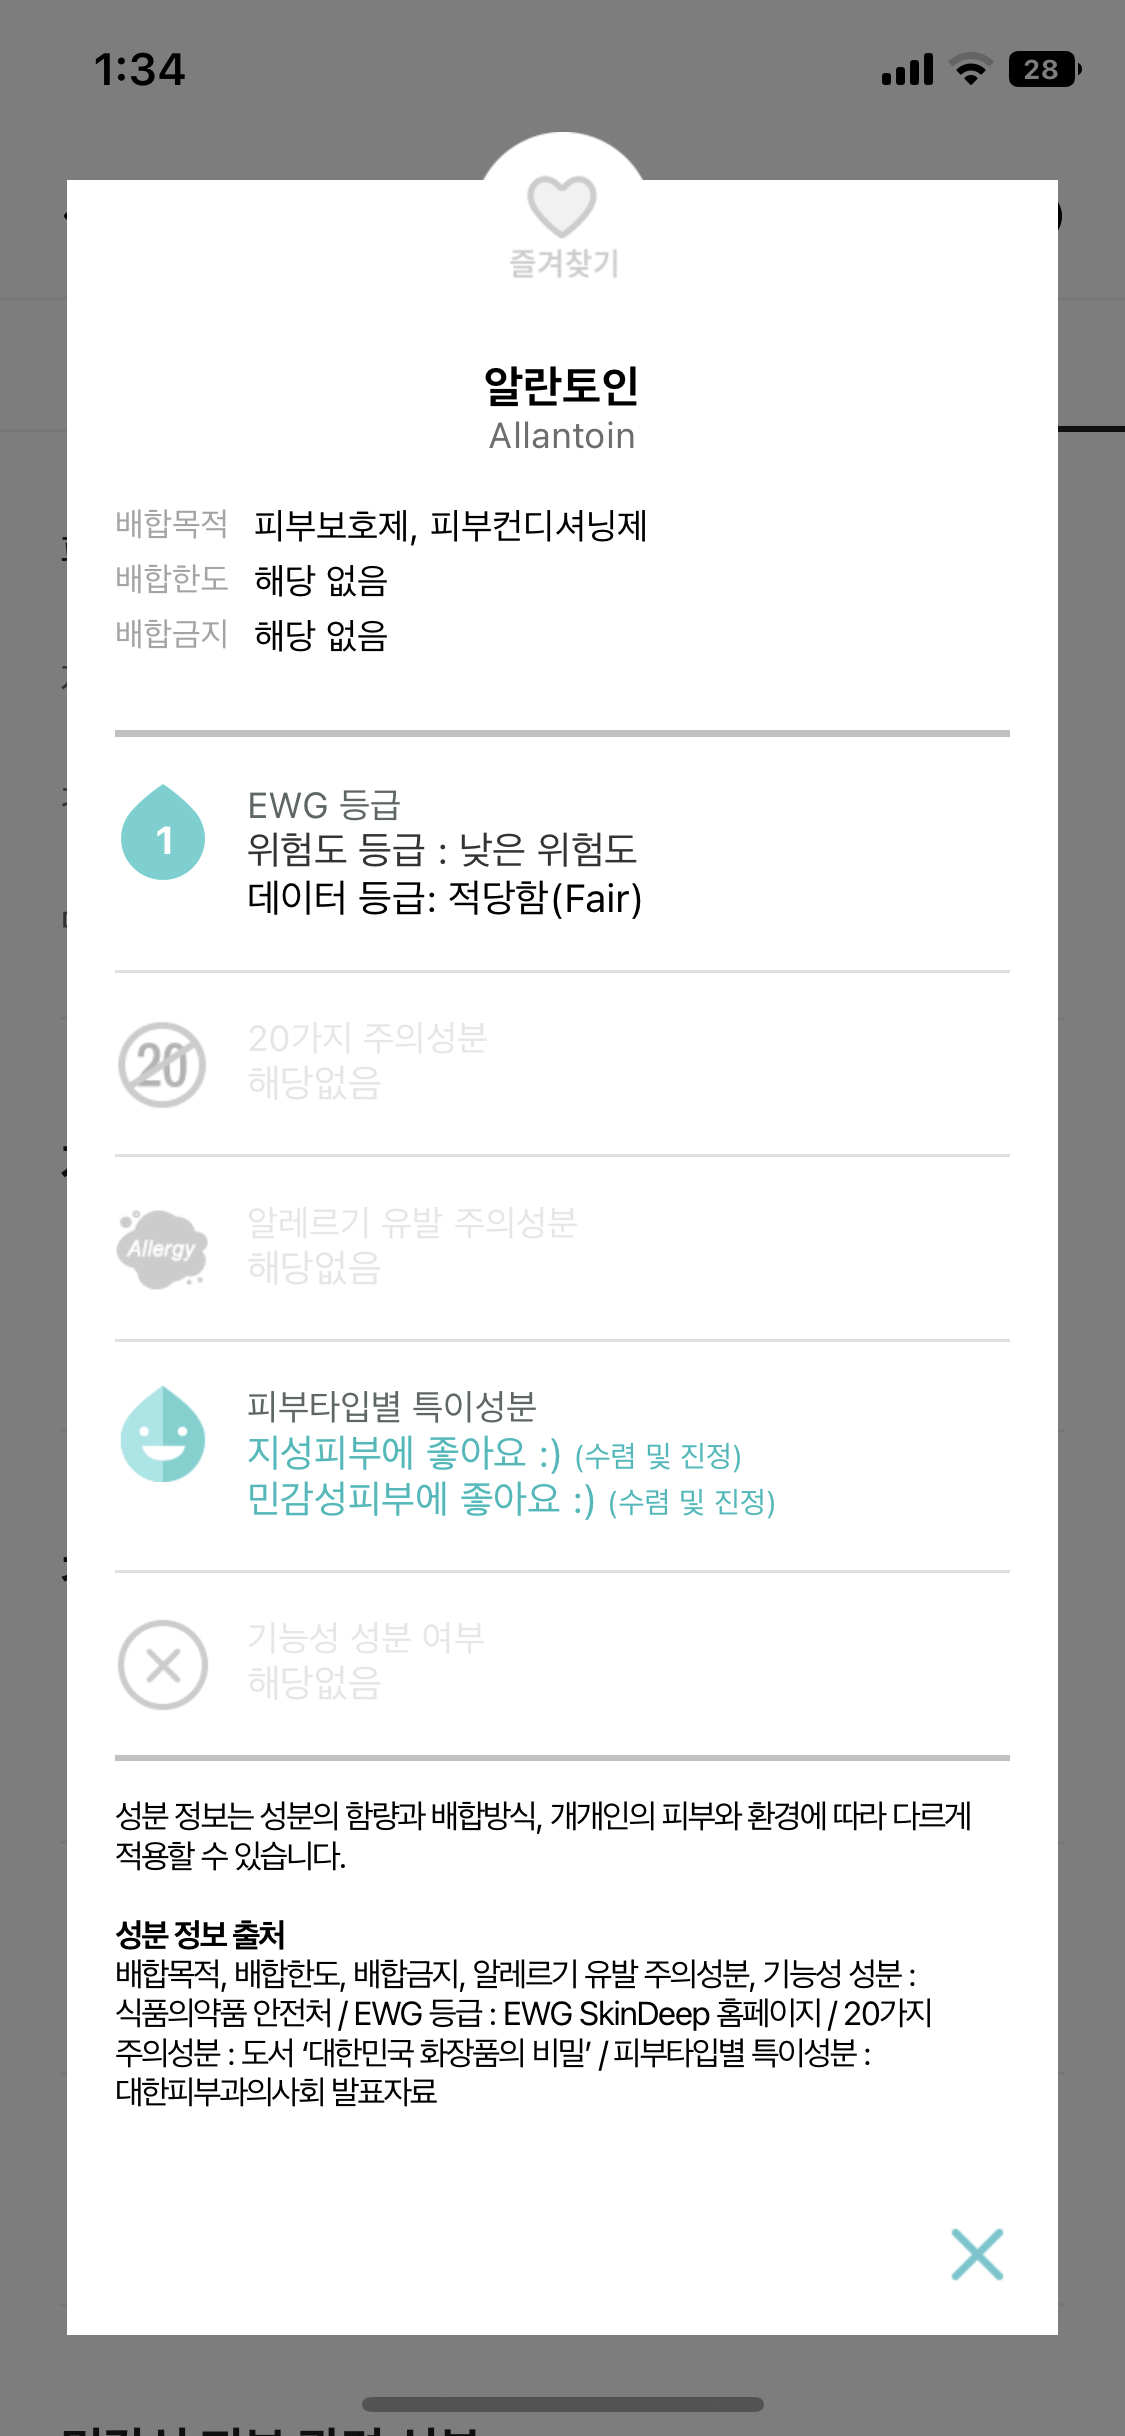 1:34
28
즐겨찾기
알란토인
Allantoin
배합목적 피부보호제, 피부컨디셔닝제
배합한도 해당 없음
배합금지 해당 없음
1
EWG 등급
위험도 등급 : 낮은 위험도
데이터 등급: 적당함(Fair)
20
20가지 주의성분
해당없음
Allergy
알레르기 유발 주의성분
해당없음
피부타입별 특이성분
지성피부에 좋아요 :) (수렴 및 진정)
민감성피부에 좋아요 :) (수렴 및 진정)
기능성 성분 여부
해당없음
성분 정보는 성분의 함량과 배합방식, 개개인의 피부와 환경에 따라 다르게
적용할 수 있습니다.
성분 정보 출처
배합목적, 배합한도, 배합금지, 알레르기 유발 주의성분, 기능성 성분 :
식품의약품 안전처 / EWG 등급 : EWG SkinDeep 홈페이지 / 20가지
주의성분 : 도서 ‘대한민국 화장품의 비밀’ / 피부타입별 특이성분 :
대한피부과의사회 발표자료